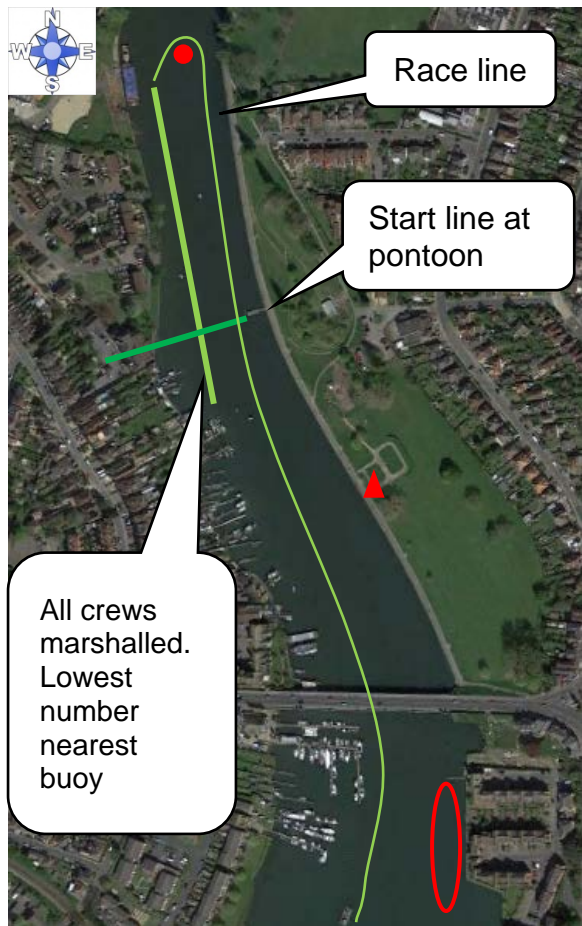 N
W E
S
Race line
Start line at
pontoon
All crews
marshalled.
Lowest
number
nearest
buoy